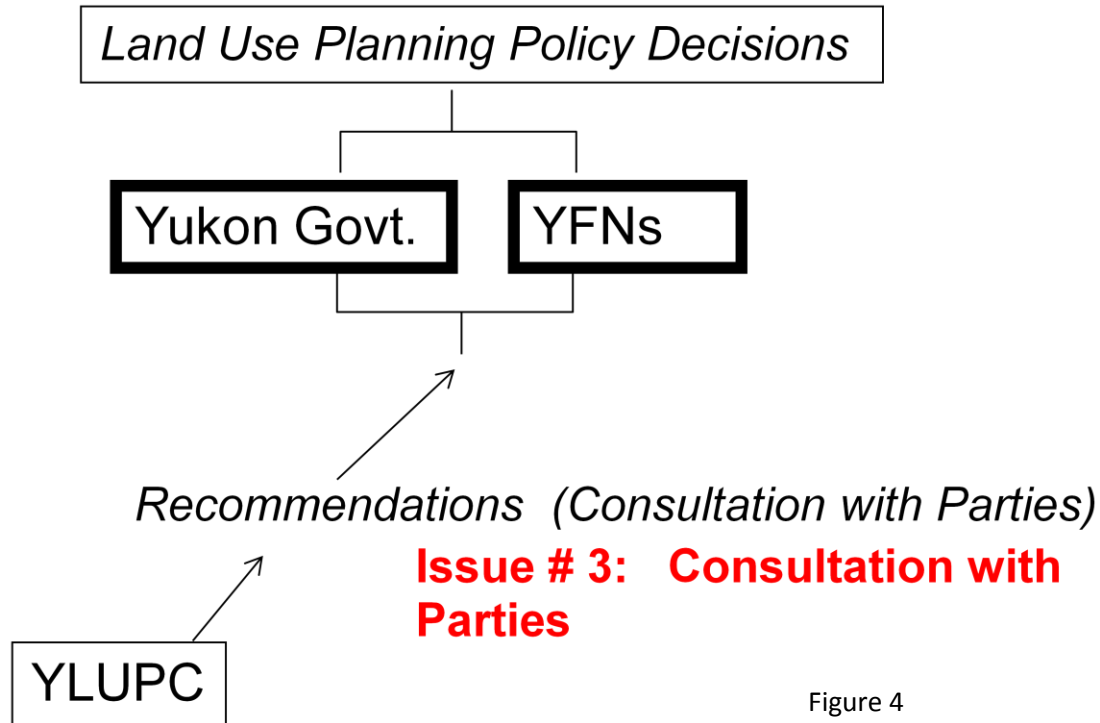 Land Use Planning Policy Decisions
Yukon Govt.
YFNs
Recommendations (Consultation with Parties)
Issue # 3: Consultation with
Parties
YLUPC
Figure 4